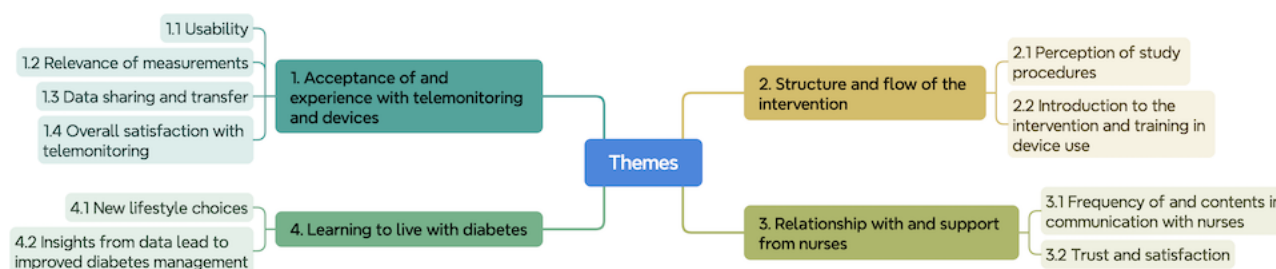 Themes
1. Acceptance of and
experience with telemonitoring
and devices
1.1 Usability
1.2 Relevance of measurements
1.3 Data sharing and transfer
1.4 Overall satisfaction with
telemonitoring
2. Structure and flow of the
intervention
2.1 Perception of study
procedures
2.2 Introduction to the
intervention and training in
device use
3. Relationship with and support
from nurses
3.1 Frequency of and contents in
communication with nurses
3.2 Trust and satisfaction
4. Learning to live with diabetes
4.1 New lifestyle choices
4.2 Insights from data lead to
improved diabetes management